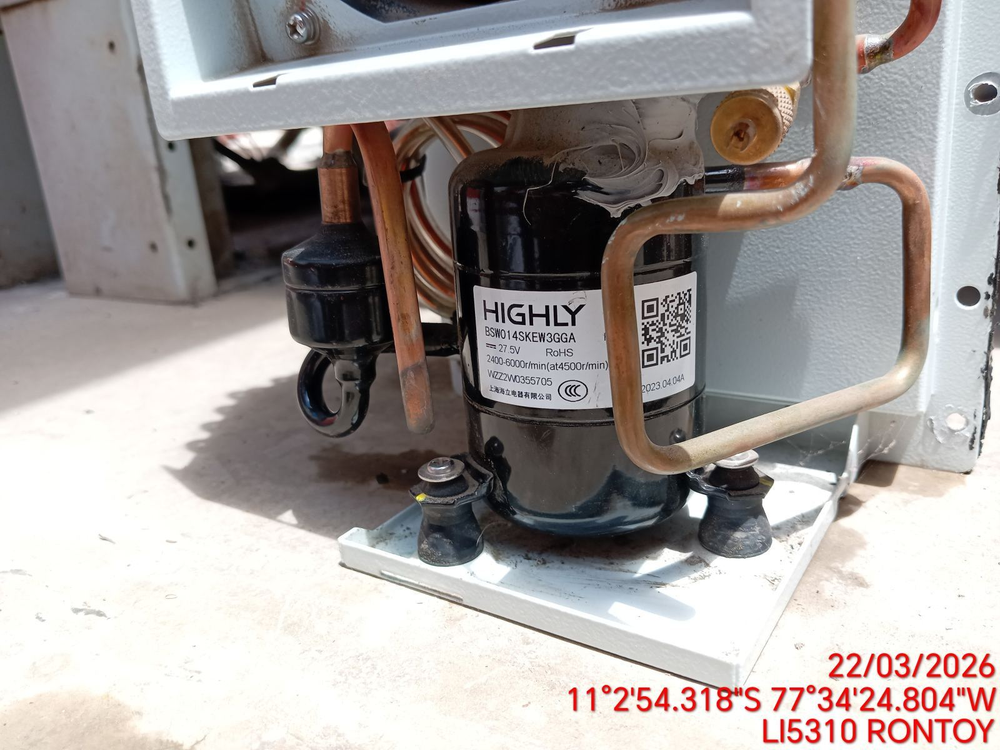 HIGHLY
BSW014SKEW3GGA
27.5V RoHS
2400-6000r/min(at4500r/min)
WZZ2W0355705
上海海立电器有限公司 CCC
2023.04.04A
22/03/2026
11°2'54.318"S 77°34'24.804"W
LI5310 RONTOY